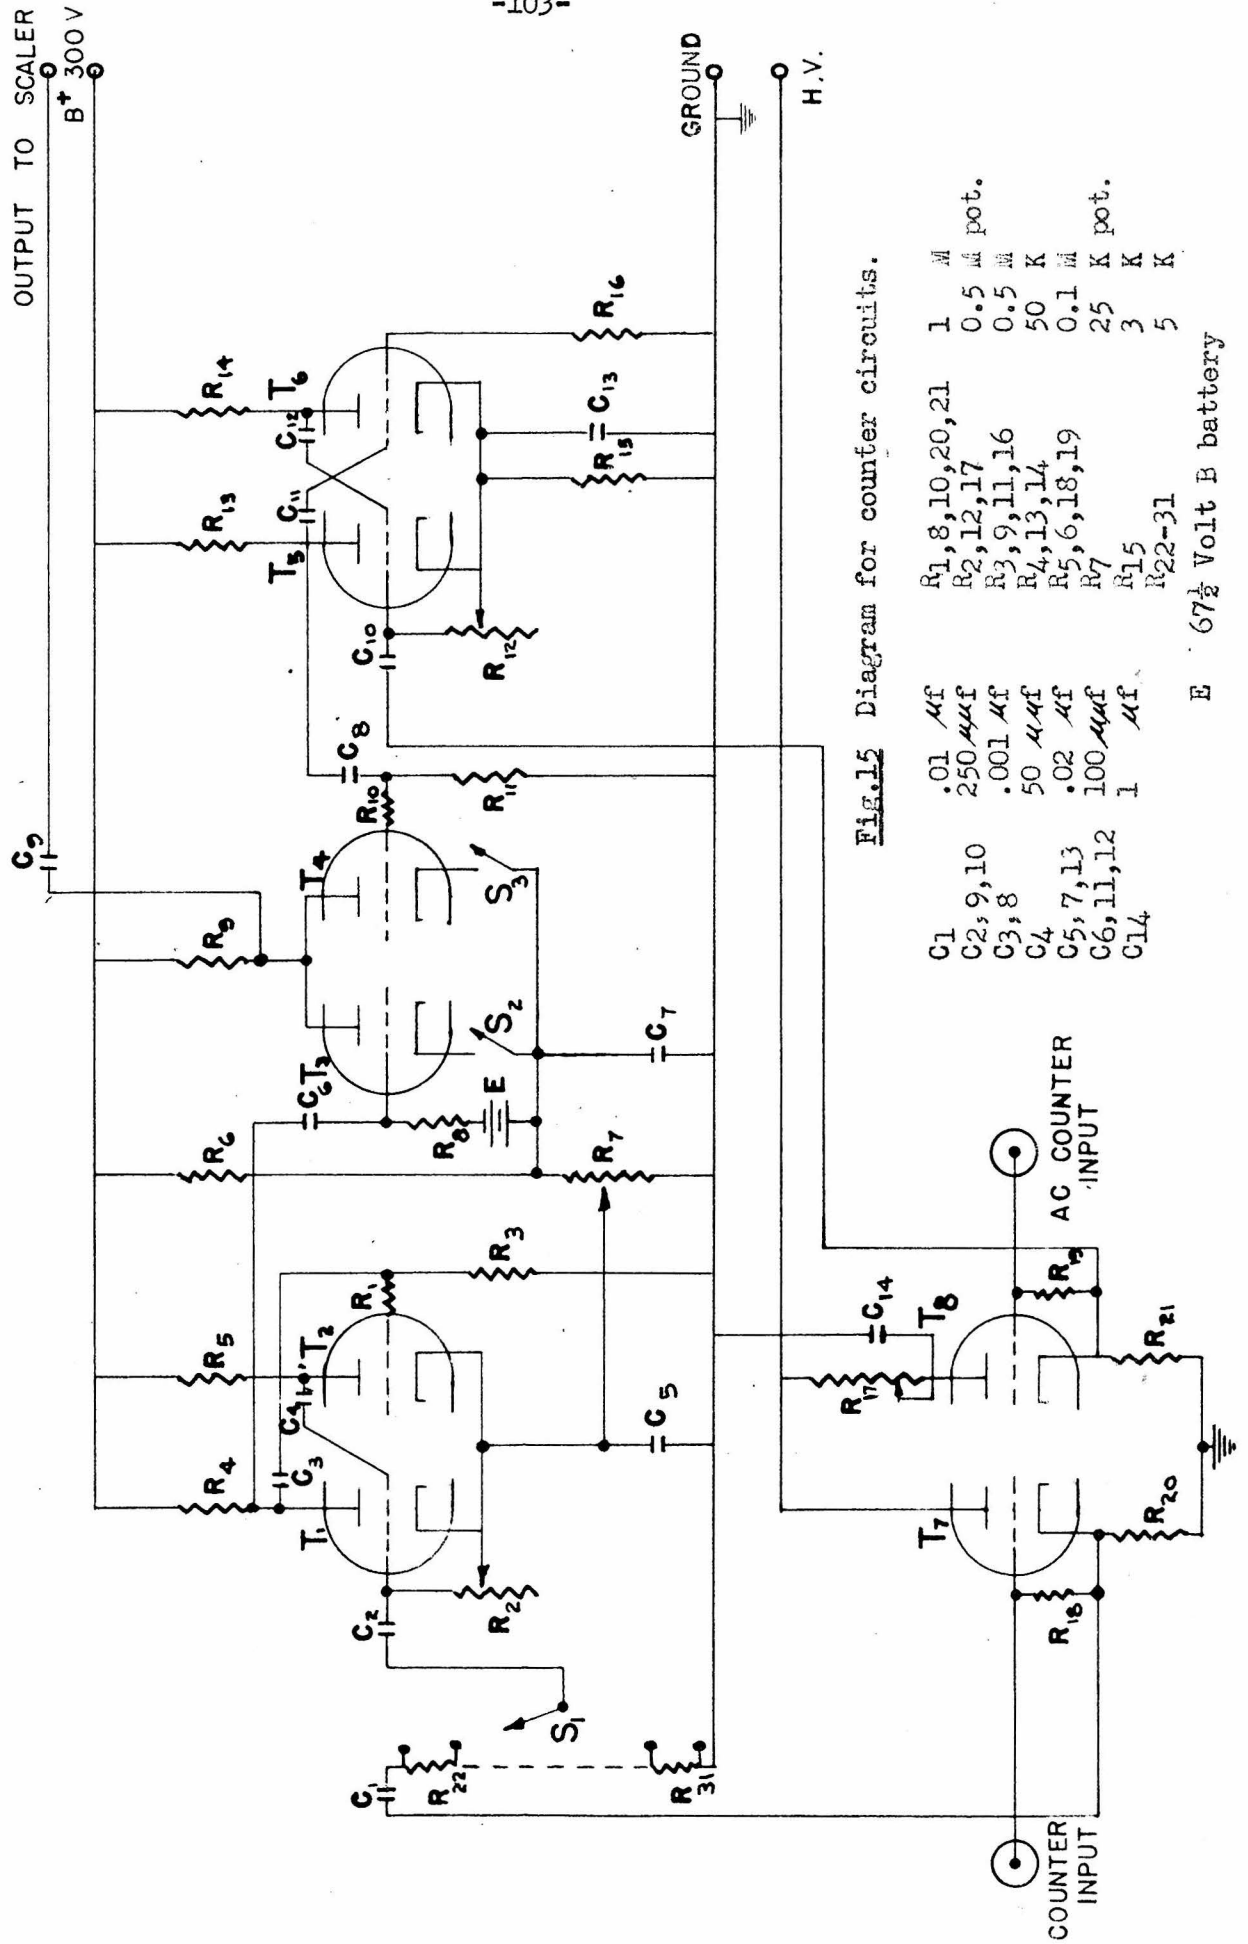 -103-
OUTPUT TO SCALER
B+ 300 V
GROUND
H.V.
C9
R4
R5
R6
R9
R13
R14
C4
C3
T1
T2
C6
T3
T4
C11
C12
T5
T6
C2
R1
R10
C8
C10
R2
R3
R8
E
S2
S3
R11
R12
R16
R7
R15
C13
S1
C5
C7
C1
R22
R31
R17
C14
T7
T8
R18
R19
R20
R21
COUNTER
INPUT
AC COUNTER
INPUT
Fig.15 Diagram for counter circuits.
C1 .01 μf
C2,9,10 250 μμf
C3,8 .001 μf
C4 50 μμf
C5,7,13 .02 μf
C6,11,12 100 μμf
C14 1 μf
R1,8,10,20,21 1 M
R2,12,17 0.5 M pot.
R3,9,11,16 0.5 M
R4,13,14 50 K
R5,6,18,19 0.1 M
R7 25 K pot.
R15 3 K
R22-31 5 K
E 67½ Volt B battery